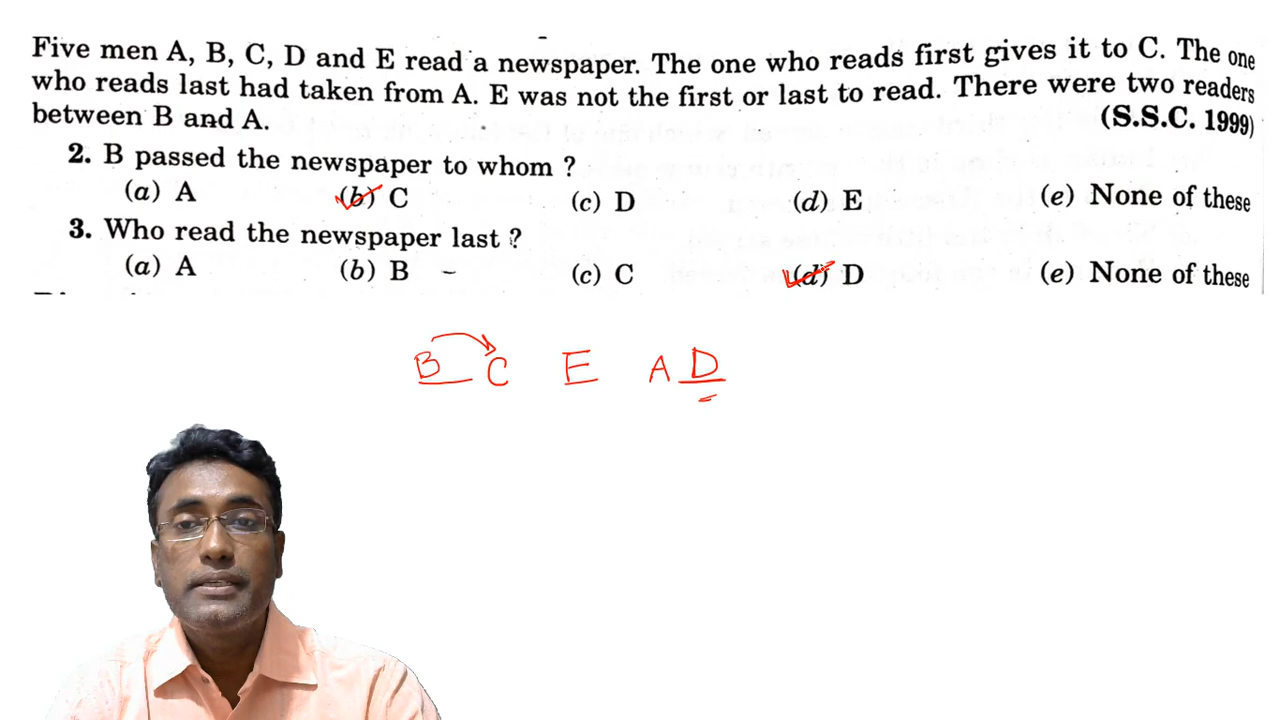 Five men A, B, C, D and E read a newspaper. The one who reads first gives it to C. The one
who reads last had taken from A. E was not the first or last to read. There were two readers
between B and A. (S.S.C. 1999)
2. B passed the newspaper to whom ?
(a) A (b) C (c) D (d) E (e) None of these
3. Who read the newspaper last ?
(a) A (b) B (c) C (d) D (e) None of these
B C E A D